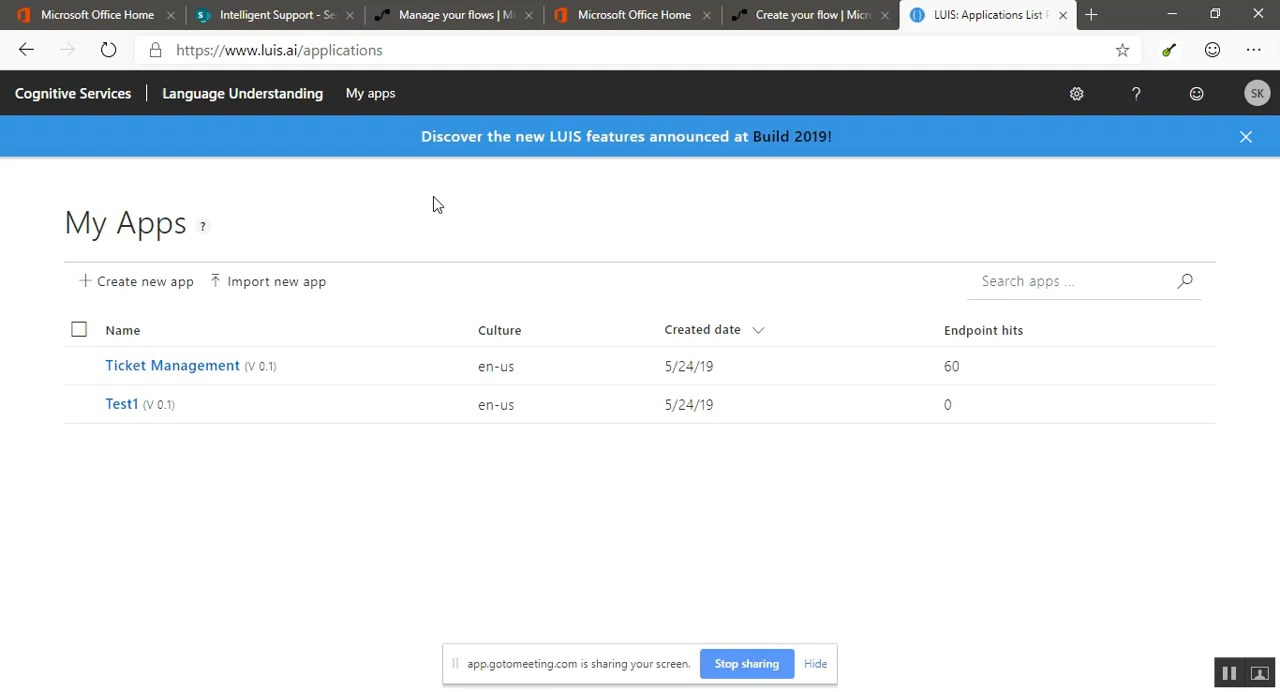 Microsoft Office Home
Intelligent Support - Se
Manage your flows | Mi
Microsoft Office Home
Create your flow | Micro
LUIS: Applications List
https://www.luis.ai/applications
Cognitive Services
Language Understanding
My apps
?
SK
Discover the new LUIS features announced at Build 2019!
My Apps ?
Create new app
Import new app
Search apps ...
Name Culture Created date Endpoint hits
Ticket Management (V 0.1) en-us 5/24/19 60
Test1 (V 0.1) en-us 5/24/19 0
app.gotomeeting.com is sharing your screen.
Stop sharing
Hide